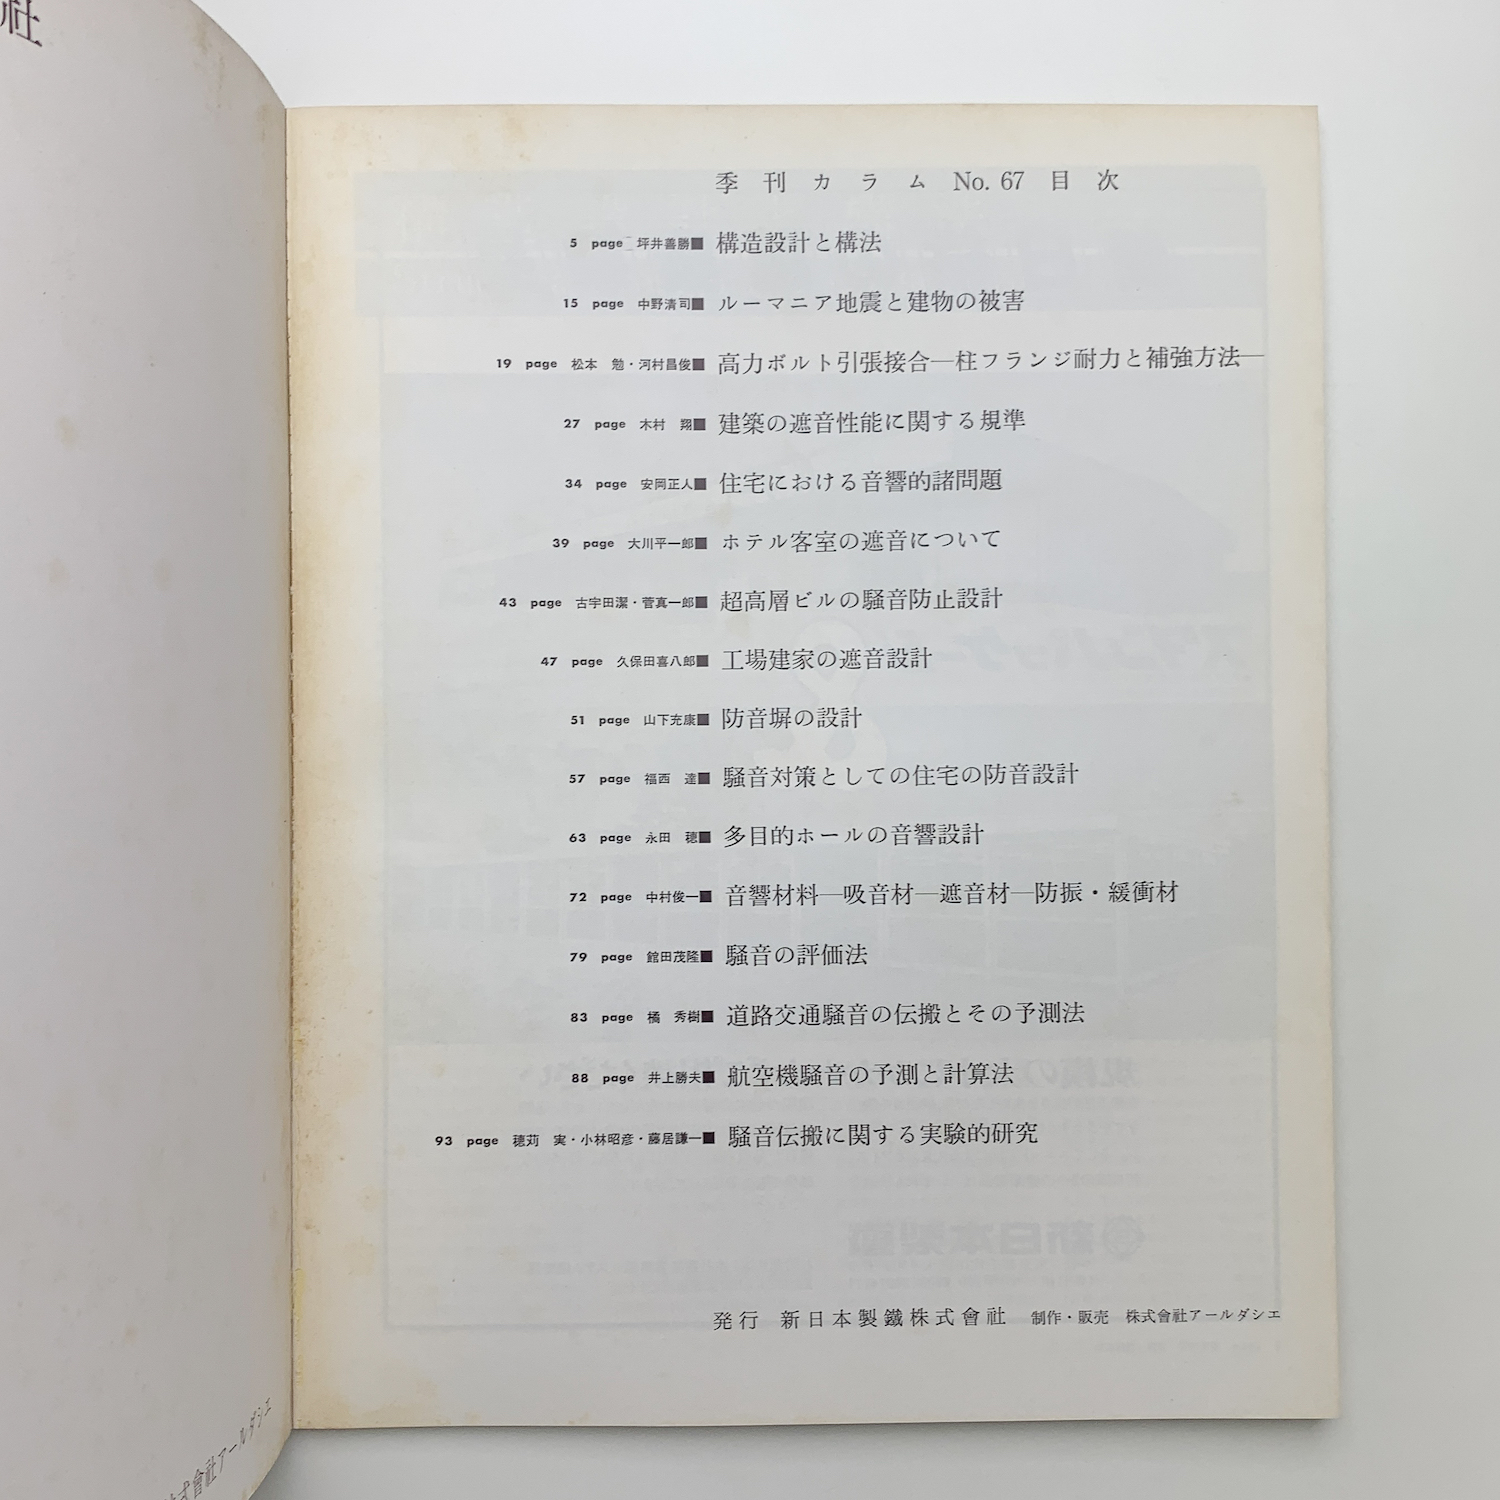 社
季刊カラム No. 67 目次
5 page 坪井善勝■ 構造設計と構法
15 page 中野清司■ ルーマニア地震と建物の被害
19 page 松本 勉・河村昌俊■ 高力ボルト引張接合―柱フランジ耐力と補強方法―
27 page 木村 翔■ 建築の遮音性能に関する規準
34 page 安岡正人■ 住宅における音響的諸問題
39 page 大川平一郎■ ホテル客室の遮音について
43 page 古宇田潔・菅真一郎■ 超高層ビルの騒音防止設計
47 page 久保田喜八郎■ 工場建家の遮音設計
51 page 山下充康■ 防音塀の設計
57 page 福西 達■ 騒音対策としての住宅の防音設計
63 page 永田 穂■ 多目的ホールの音響設計
72 page 中村俊一■ 音響材料―吸音材―遮音材―防振・緩衝材
79 page 館田茂隆■ 騒音の評価法
83 page 橘 秀樹■ 道路交通騒音の伝搬とその予測法
88 page 井上勝夫■ 航空機騒音の予測と計算法
93 page 穂苅 実・小林昭彦・藤居謙一■ 騒音伝搬に関する実験的研究
発行 新日本製鐵株式會社 制作・販売 株式會社アールダシエ
式會社アールダシエ